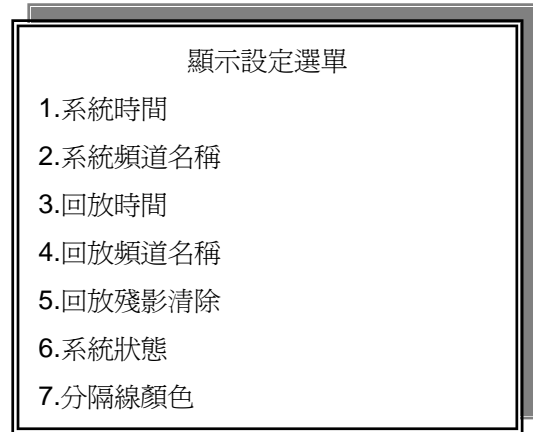 顯示設定選單
1.系統時間
2.系統頻道名稱
3.回放時間
4.回放頻道名稱
5.回放殘影清除
6.系統狀態
7.分隔線顏色